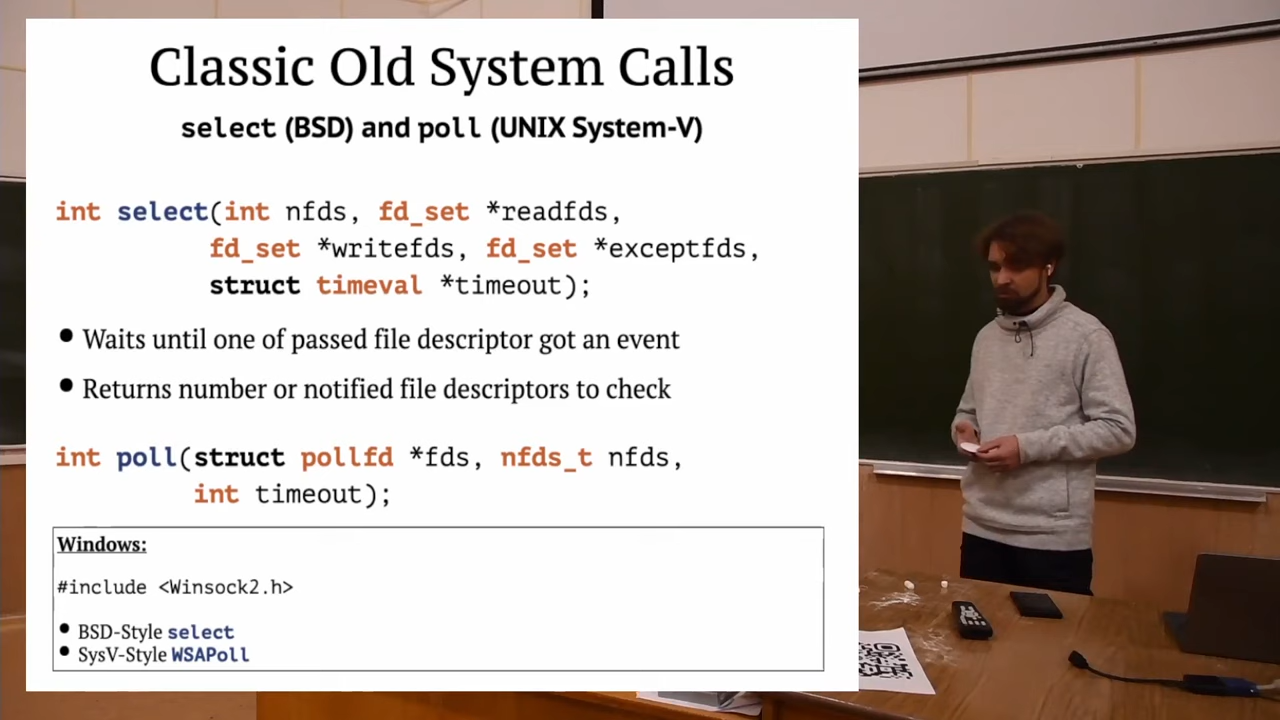 Classic Old System Calls
select (BSD) and poll (UNIX System-V)
int select(int nfds, fd_set *readfds,
fd_set *writefds, fd_set *exceptfds,
struct timeval *timeout);
• Waits until one of passed file descriptor got an event
• Returns number or notified file descriptors to check
int poll(struct pollfd *fds, nfds_t nfds,
int timeout);
Windows:
#include <Winsock2.h>
• BSD-Style select
• SysV-Style WSAPoll